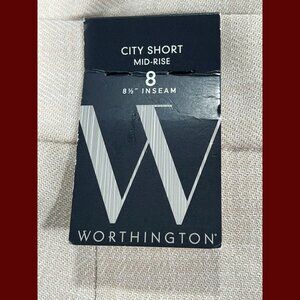 CITY SHORT
MID-RISE
8
8½" INSEAM
W
WORTHINGTON